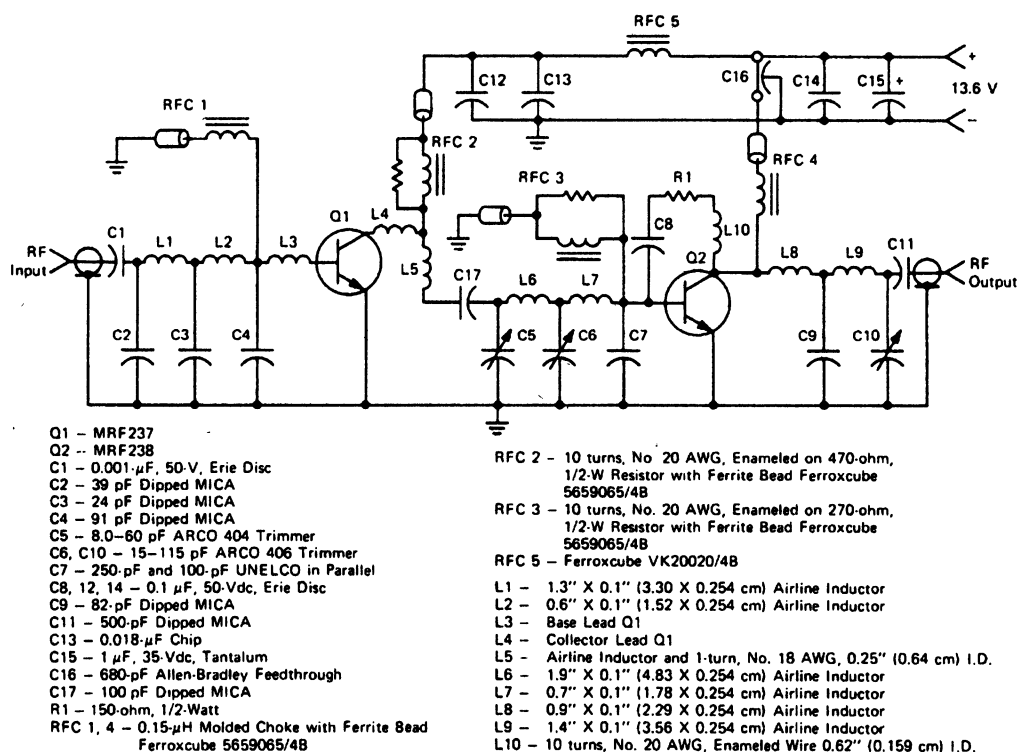 RFC 5
C12
C13
C16
C14
C15
+
+
13.6 V
−
RFC 1
RFC 2
RFC 3
RFC 4
R1
C8
L10
Q1
L4
L5
Q2
RF
Input
C1
L1
L2
L3
C17
L6
L7
L8
L9
C11
RF
Output
C2
C3
C4
C5
C6
C7
C9
C10
Q1 – MRF237
Q2 -- MRF238
C1 – 0.001-µF, 50-V, Erie Disc
C2 – 39 pF Dipped MICA
C3 – 24 pF Dipped MICA
C4 – 91 pF Dipped MICA
C5 – 8.0–60 pF ARCO 404 Trimmer
C6, C10 – 15–115 pF ARCO 406 Trimmer
C7 – 250-pF and 100-pF UNELCO in Parallel
C8, 12, 14 – 0.1 µF, 50-Vdc, Erie Disc
C9 – 82-pF Dipped MICA
C11 – 500-pF Dipped MICA
C13 – 0.018-µF Chip
C15 – 1 µF, 35-Vdc, Tantalum
C16 – 680-pF Allen-Bradley Feedthrough
C17 – 100 pF Dipped MICA
R1 – 150-ohm, 1/2-Watt
RFC 1, 4 – 0.15-µH Molded Choke with Ferrite Bead
Ferroxcube 5659065/4B
RFC 2 – 10 turns, No 20 AWG, Enameled on 470-ohm,
1/2-W Resistor with Ferrite Bead Ferroxcube
5659065/4B
RFC 3 – 10 turns, No. 20 AWG, Enameled on 270-ohm,
1/2-W Resistor with Ferrite Bead Ferroxcube
5659065/4B
RFC 5 – Ferroxcube VK20020/4B
L1 – 1.3" X 0.1" (3.30 X 0.254 cm) Airline Inductor
L2 – 0.6" X 0.1" (1.52 X 0.254 cm) Airline Inductor
L3 – Base Lead Q1
L4 – Collector Lead Q1
L5 – Airline Inductor and 1-turn, No. 18 AWG, 0.25" (0.64 cm) I.D.
L6 – 1.9" X 0.1" (4.83 X 0.254 cm) Airline Inductor
L7 – 0.7" X 0.1" (1.78 X 0.254 cm) Airline Inductor
L8 – 0.9" X 0.1" (2.29 X 0.254 cm) Airline Inductor
L9 – 1.4" X 0.1" (3.56 X 0.254 cm) Airline Inductor
L10 – 10 turns, No. 20 AWG, Enameled Wire 0.62" (0.159 cm) I.D.